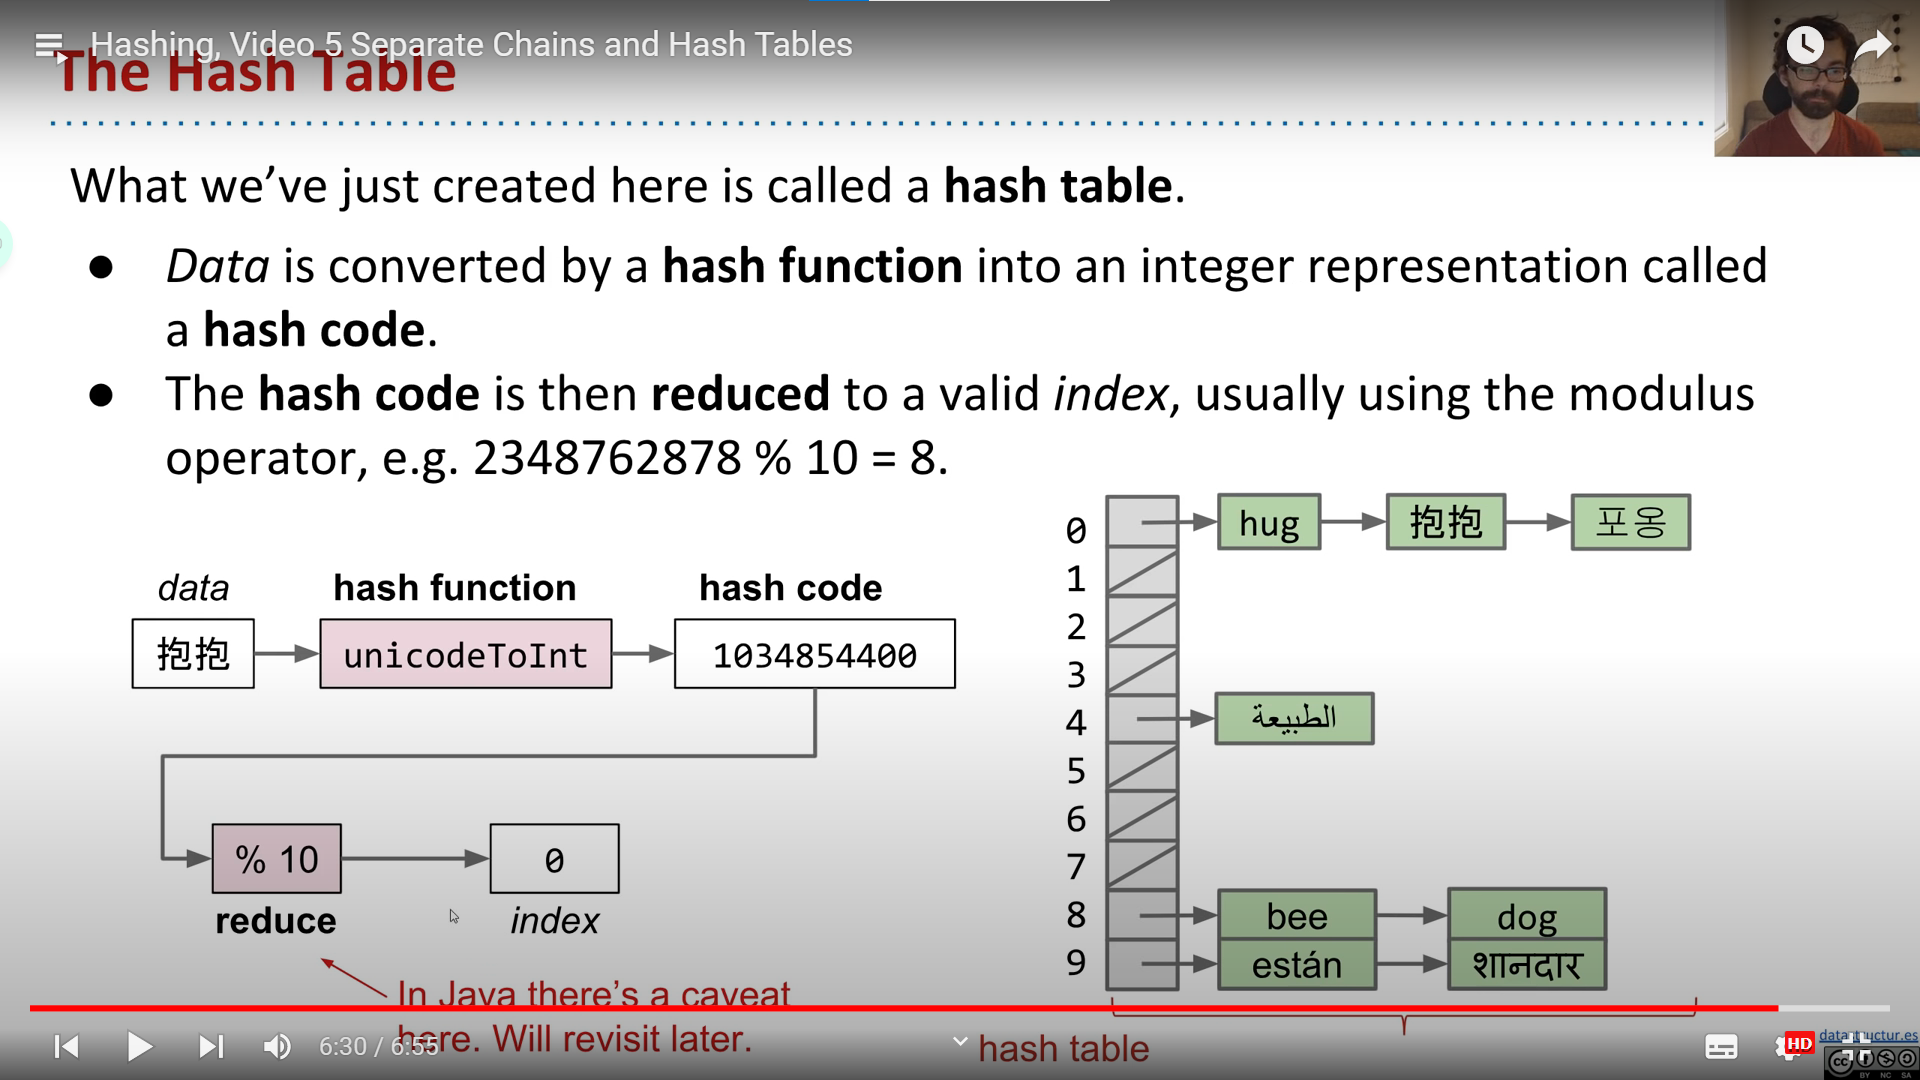 Hashing, Video 5 Separate Chains and Hash Tables
The Hash Table
What we’ve just created here is called a hash table.
● Data is converted by a hash function into an integer representation called
a hash code.
● The hash code is then reduced to a valid index, usually using the modulus
operator, e.g. 2348762878 % 10 = 8.
data
hash function
hash code
抱抱
unicodeToInt
1034854400
% 10
0
reduce
index
In Java there’s a caveat
here. Will revisit later.
0 hug 抱抱 포옹
1
2
3
4 الطبيعة
5
6
7
8 bee dog
9 están शानदार
hash table
6:30 / 6:55
HD
datastructur.es
cc
BY NC SA